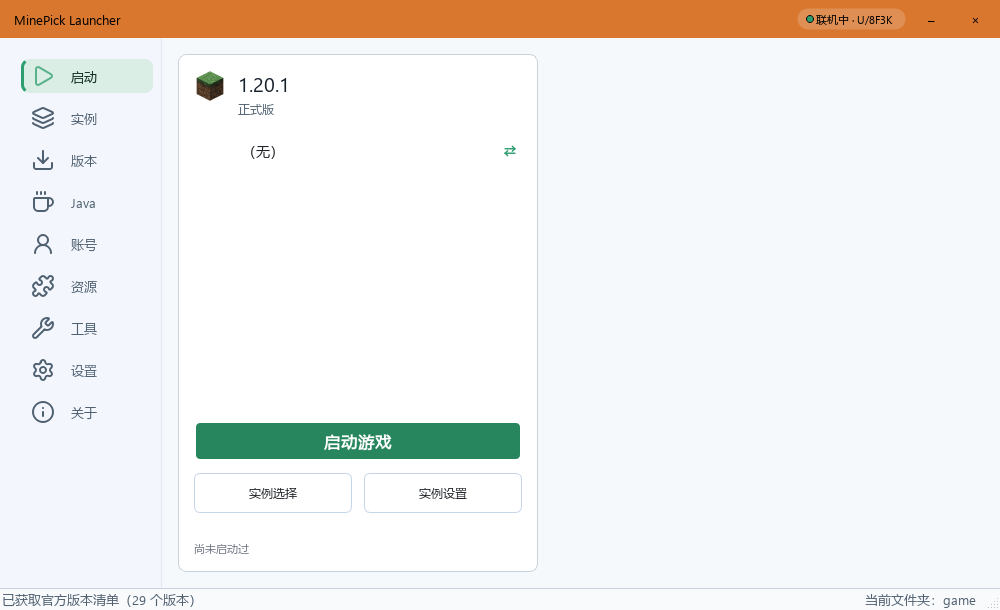 MinePick Launcher
联机中 · U/8F3K
启动
实例
版本
Java
账号
资源
工具
设置
关于
1.20.1
正式版
（无）
启动游戏
实例选择
实例设置
尚未启动过
已获取官方版本清单（29 个版本）
当前文件夹：game